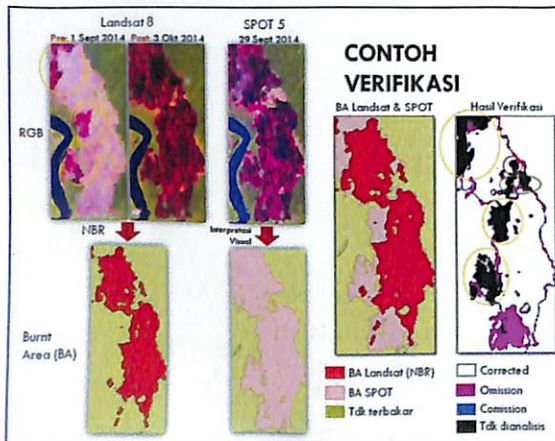 Landsat 8
SPOT 5
Pre: 1 Sept 2014
Post: 3 Okt 2014
29 Sept 2014
CONTOH
VERIFIKASI
RGB
BA Landsat & SPOT
Hasil Verifikasi
NBR
Interpretasi
Visual
Burnt
Area (BA)
BA Landsat (NBR)
BA SPOT
Tdk terbakar
Corrected
Omission
Comission
Tdk dianalisis